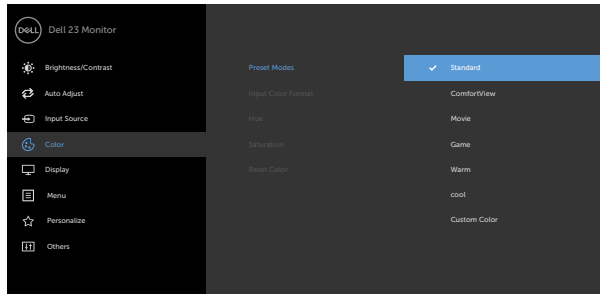 DELL Dell 23 Monitor
Brightness/Contrast
Auto Adjust
Input Source
Color
Display
Menu
Personalize
Others
Preset Modes
Input Color Format
Hue
Saturation
Reset Color
Standard
ComfortView
Movie
Game
Warm
cool
Custom Color